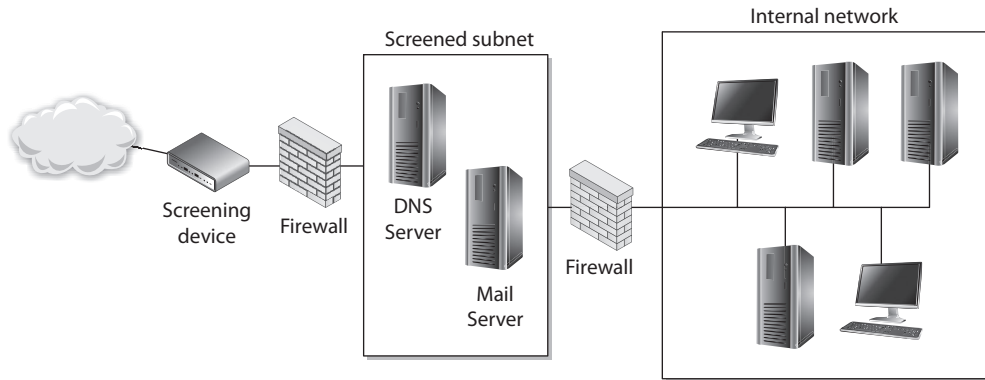 Internal network
Screened subnet
Screening
device
Firewall
DNS
Server
Mail
Server
Firewall